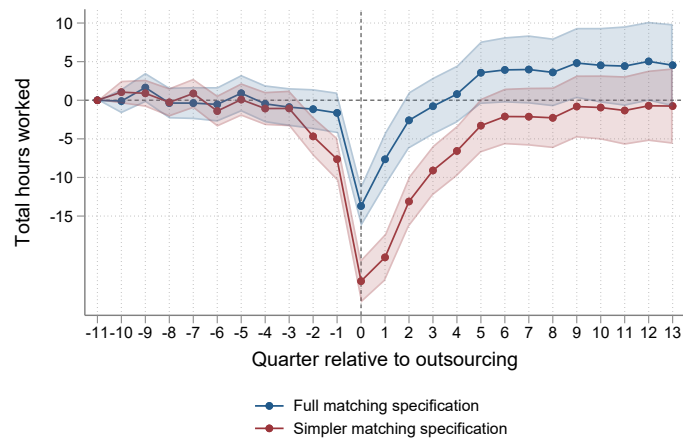 Total hours worked
10
5
0
-5
-10
-15
-11 -10 -9 -8 -7 -6 -5 -4 -3 -2 -1 0 1 2 3 4 5 6 7 8 9 10 11 12 13
Quarter relative to outsourcing
Full matching specification
Simpler matching specification